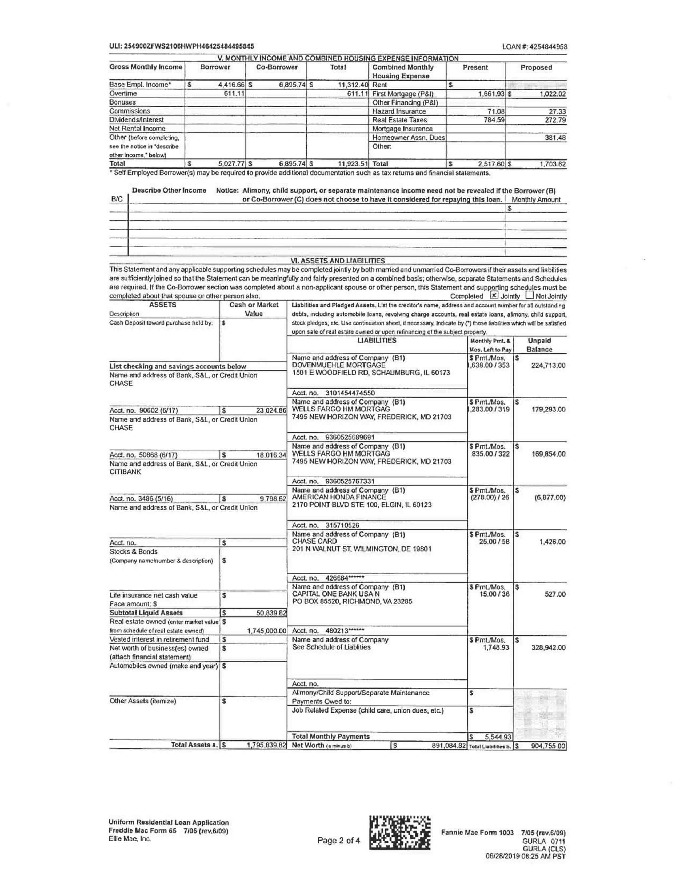 ULI: 2549002FWS2106HWPH46425484495845 LOAN #: 4254844958
V. MONTHLY INCOME AND COMBINED HOUSING EXPENSE INFORMATION
Gross Monthly Income Borrower Co-Borrower Total Combined Monthly Housing Expense Present Proposed
Base Empl. Income* $ 4,416.66 $ 6,895.74 $ 11,312.40 Rent $
Overtime 611.11 611.11 First Mortgage (P&I) 1,661.93 $ 1,022.02
Bonuses Other Financing (P&I)
Commissions Hazard Insurance 71.08 27.33
Dividends/Interest Real Estate Taxes 784.59 272.79
Net Rental Income Mortgage Insurance
Other (before completing, Homeowner Assn. Dues 381.48
see the notice in "describe Other:
other income," below)
Total $ 5,027.77 $ 6,895.74 $ 11,923.51 Total $ 2,517.60 $ 1,703.62
* Self Employed Borrower(s) may be required to provide additional documentation such as tax returns and financial statements.
Describe Other Income Notice: Alimony, child support, or separate maintenance income need not be revealed if the Borrower (B)
B/C or Co-Borrower (C) does not choose to have it considered for repaying this loan. Monthly Amount
$
VI. ASSETS AND LIABILITIES
This Statement and any applicable supporting schedules may be completed jointly by both married and unmarried Co-Borrowers if their assets and liabilities
are sufficiently joined so that the Statement can be meaningfully and fairly presented on a combined basis; otherwise, separate Statements and Schedules
are required. If the Co-Borrower section was completed about a non-applicant spouse or other person, this Statement and supporting schedules must be
completed about that spouse or other person also. Completed [X] Jointly [ ] Not Jointly
ASSETS Cash or Market Value
Description
Cash Deposit toward purchase held by: $
Liabilities and Pledged Assets. List the creditor's name, address and account number for all outstanding
debts, including automobile loans, revolving charge accounts, real estate loans, alimony, child support,
stock pledges, etc. Use continuation sheet, if necessary. Indicate by (*) those liabilities which will be satisfied
upon sale of real estate owned or upon refinancing of the subject property.
LIABILITIES Monthly Pmt. & Mos. Left to Pay Unpaid Balance
List checking and savings accounts below
Name and address of Bank, S&L, or Credit Union
CHASE
Name and address of Company (B1) $ Pmt./Mos. $
DOVENMUEHLE MORTGAGE 1,638.00 / 353 224,713.00
1501 E WOODFIELD RD, SCHAUMBURG, IL 60173
Acct. no. 3101454474550
Acct. no. 90602 (6/17) $ 23,024.86
Name and address of Bank, S&L, or Credit Union
CHASE
Name and address of Company (B1) $ Pmt./Mos. $
WELLS FARGO HM MORTGAG 1,283.00 / 319 179,293.00
7495 NEW HORIZON WAY, FREDERICK, MD 21703
Acct. no. 9360525689691
Acct. no. 50868 (6/17) $ 18,016.34
Name and address of Bank, S&L, or Credit Union
CITIBANK
Name and address of Company (B1) $ Pmt./Mos. $
WELLS FARGO HM MORTGAG 835.00 / 322 169,854.00
7495 NEW HORIZON WAY, FREDERICK, MD 21703
Acct. no. 9360525767331
Acct. no. 3486 (5/16) $ 9,798.62
Name and address of Bank, S&L, or Credit Union
Name and address of Company (B1) $ Pmt./Mos. $
AMERICAN HONDA FINANCE (270.00) / 26 (6,877.00)
2170 POINT BLVD STE 100, ELGIN, IL 60123
Acct. no. 315710526
Acct. no. $
Stocks & Bonds
(Company name/number & description) $
Name and address of Company (B1) $ Pmt./Mos. $
CHASE CARD 25.00 / 58 1,426.00
201 N WALNUT ST, WILMINGTON, DE 19801
Acct. no. 426684******
Life insurance net cash value $
Face amount: $
Subtotal Liquid Assets $ 50,839.82
Name and address of Company (B1) $ Pmt./Mos. $
CAPITAL ONE BANK USA N 15.00 / 36 527.00
PO BOX 85520, RICHMOND, VA 23285
Real estate owned (enter market value $
from schedule of real estate owned) 1,745,000.00 Acct. no. 480213******
Vested interest in retirement fund $
Net worth of business(es) owned $
(attach financial statement)
Automobiles owned (make and year) $
Name and address of Company $ Pmt./Mos. $
See Schedule of Liabilities 1,748.93 328,942.00
Acct. no.
Other Assets (itemize) $
Alimony/Child Support/Separate Maintenance $
Payments Owed to:
Job Related Expense (child care, union dues, etc.) $
Total Monthly Payments $ 5,544.93
Total Assets a. $ 1,795,839.82 Net Worth (a minus b) $ 891,084.82 Total Liabilities b. $ 904,755.00
Uniform Residential Loan Application
Freddie Mac Form 65 7/05 (rev.6/09)
Ellie Mae, Inc.
Page 2 of 4
Fannie Mae Form 1003 7/05 (rev.6/09)
GURLA 0711
GURLA (CLS)
06/28/2019 06:25 AM PST